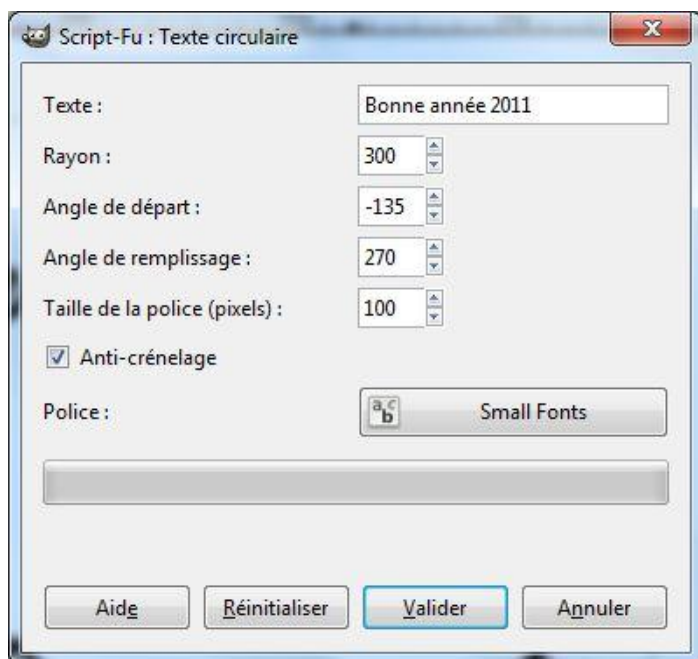 Script-Fu : Texte circulaire
Texte : Bonne année 2011
Rayon : 300
Angle de départ : -135
Angle de remplissage : 270
Taille de la police (pixels) : 100
Anti-crénelage
Police : abc Small Fonts
Aide Réinitialiser Valider Annuler